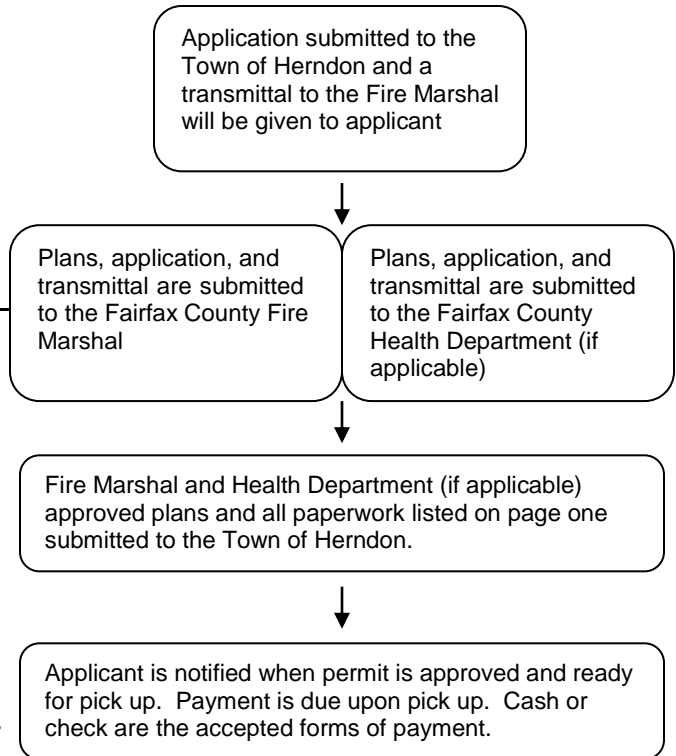 Application submitted to the
Town of Herndon and a
transmittal to the Fire Marshal
will be given to applicant
Plans, application, and
transmittal are submitted
to the Fairfax County Fire
Marshal
Plans, application, and
transmittal are submitted
to the Fairfax County
Health Department (if
applicable)
Fire Marshal and Health Department (if applicable)
approved plans and all paperwork listed on page one
submitted to the Town of Herndon.
Applicant is notified when permit is approved and ready
for pick up.  Payment is due upon pick up.  Cash or
check are the accepted forms of payment.